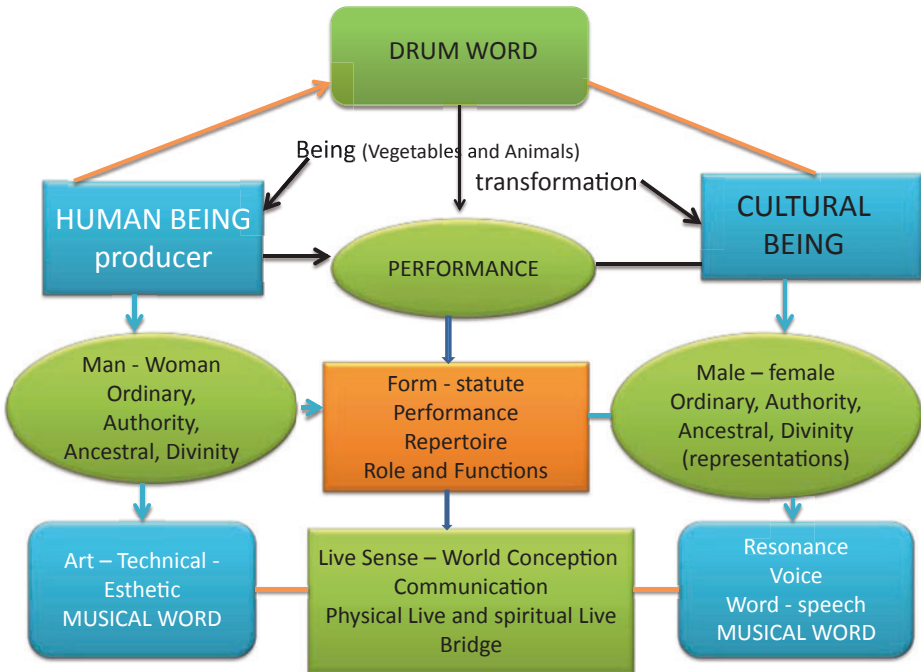 DRUM WORD
Being (Vegetables and Animals)
transformation
HUMAN BEING
producer
PERFORMANCE
CULTURAL
BEING
Man - Woman
Ordinary,
Authority,
Ancestral, Divinity
Form - statute
Performance
Repertoire
Role and Functions
Male – female
Ordinary, Authority,
Ancestral, Divinity
(representations)
Art – Technical -
Esthetic
MUSICAL WORD
Live Sense – World Conception
Communication
Physical Live and spiritual Live
Bridge
Resonance
Voice
Word - speech
MUSICAL WORD